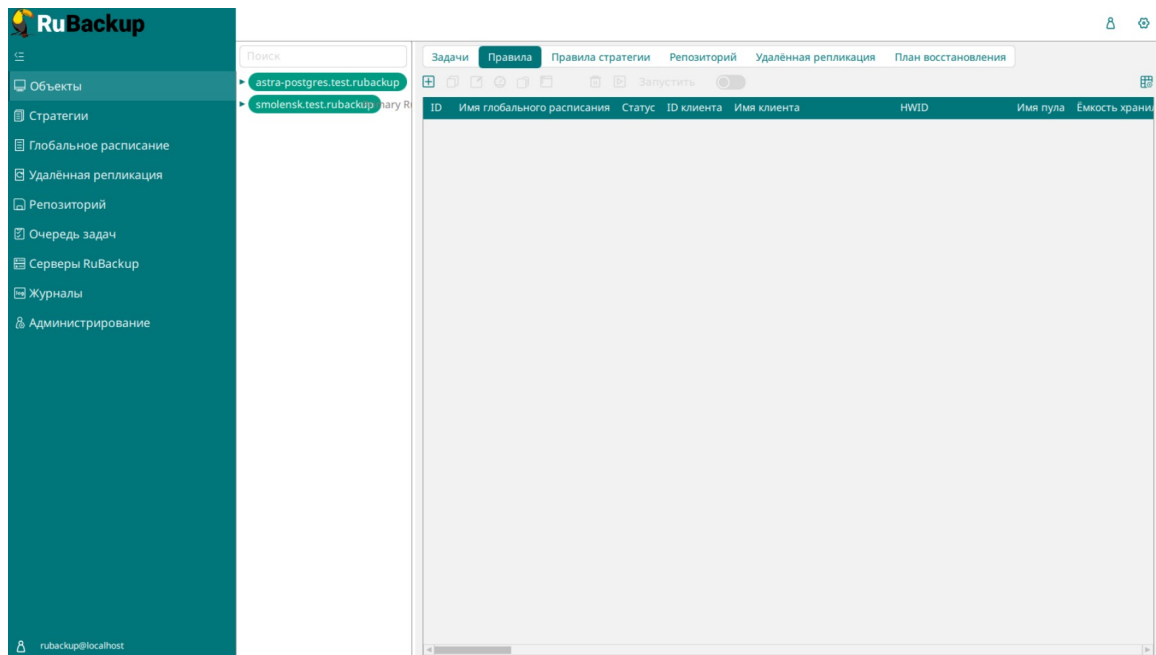 RuBackup
Объекты
Стратегии
Глобальное расписание
Удалённая репликация
Репозиторий
Очередь задач
Серверы RuBackup
Журналы
Администрирование
rubackup@localhost
Поиск
astra-postgres.test.rubackup
smolensk.test.rubackup
Задачи Правила Правила стратегии Репозиторий Удалённая репликация План восстановления
Запустить
ID Имя глобального расписания Статус ID клиента Имя клиента HWID Имя пула Ёмкость